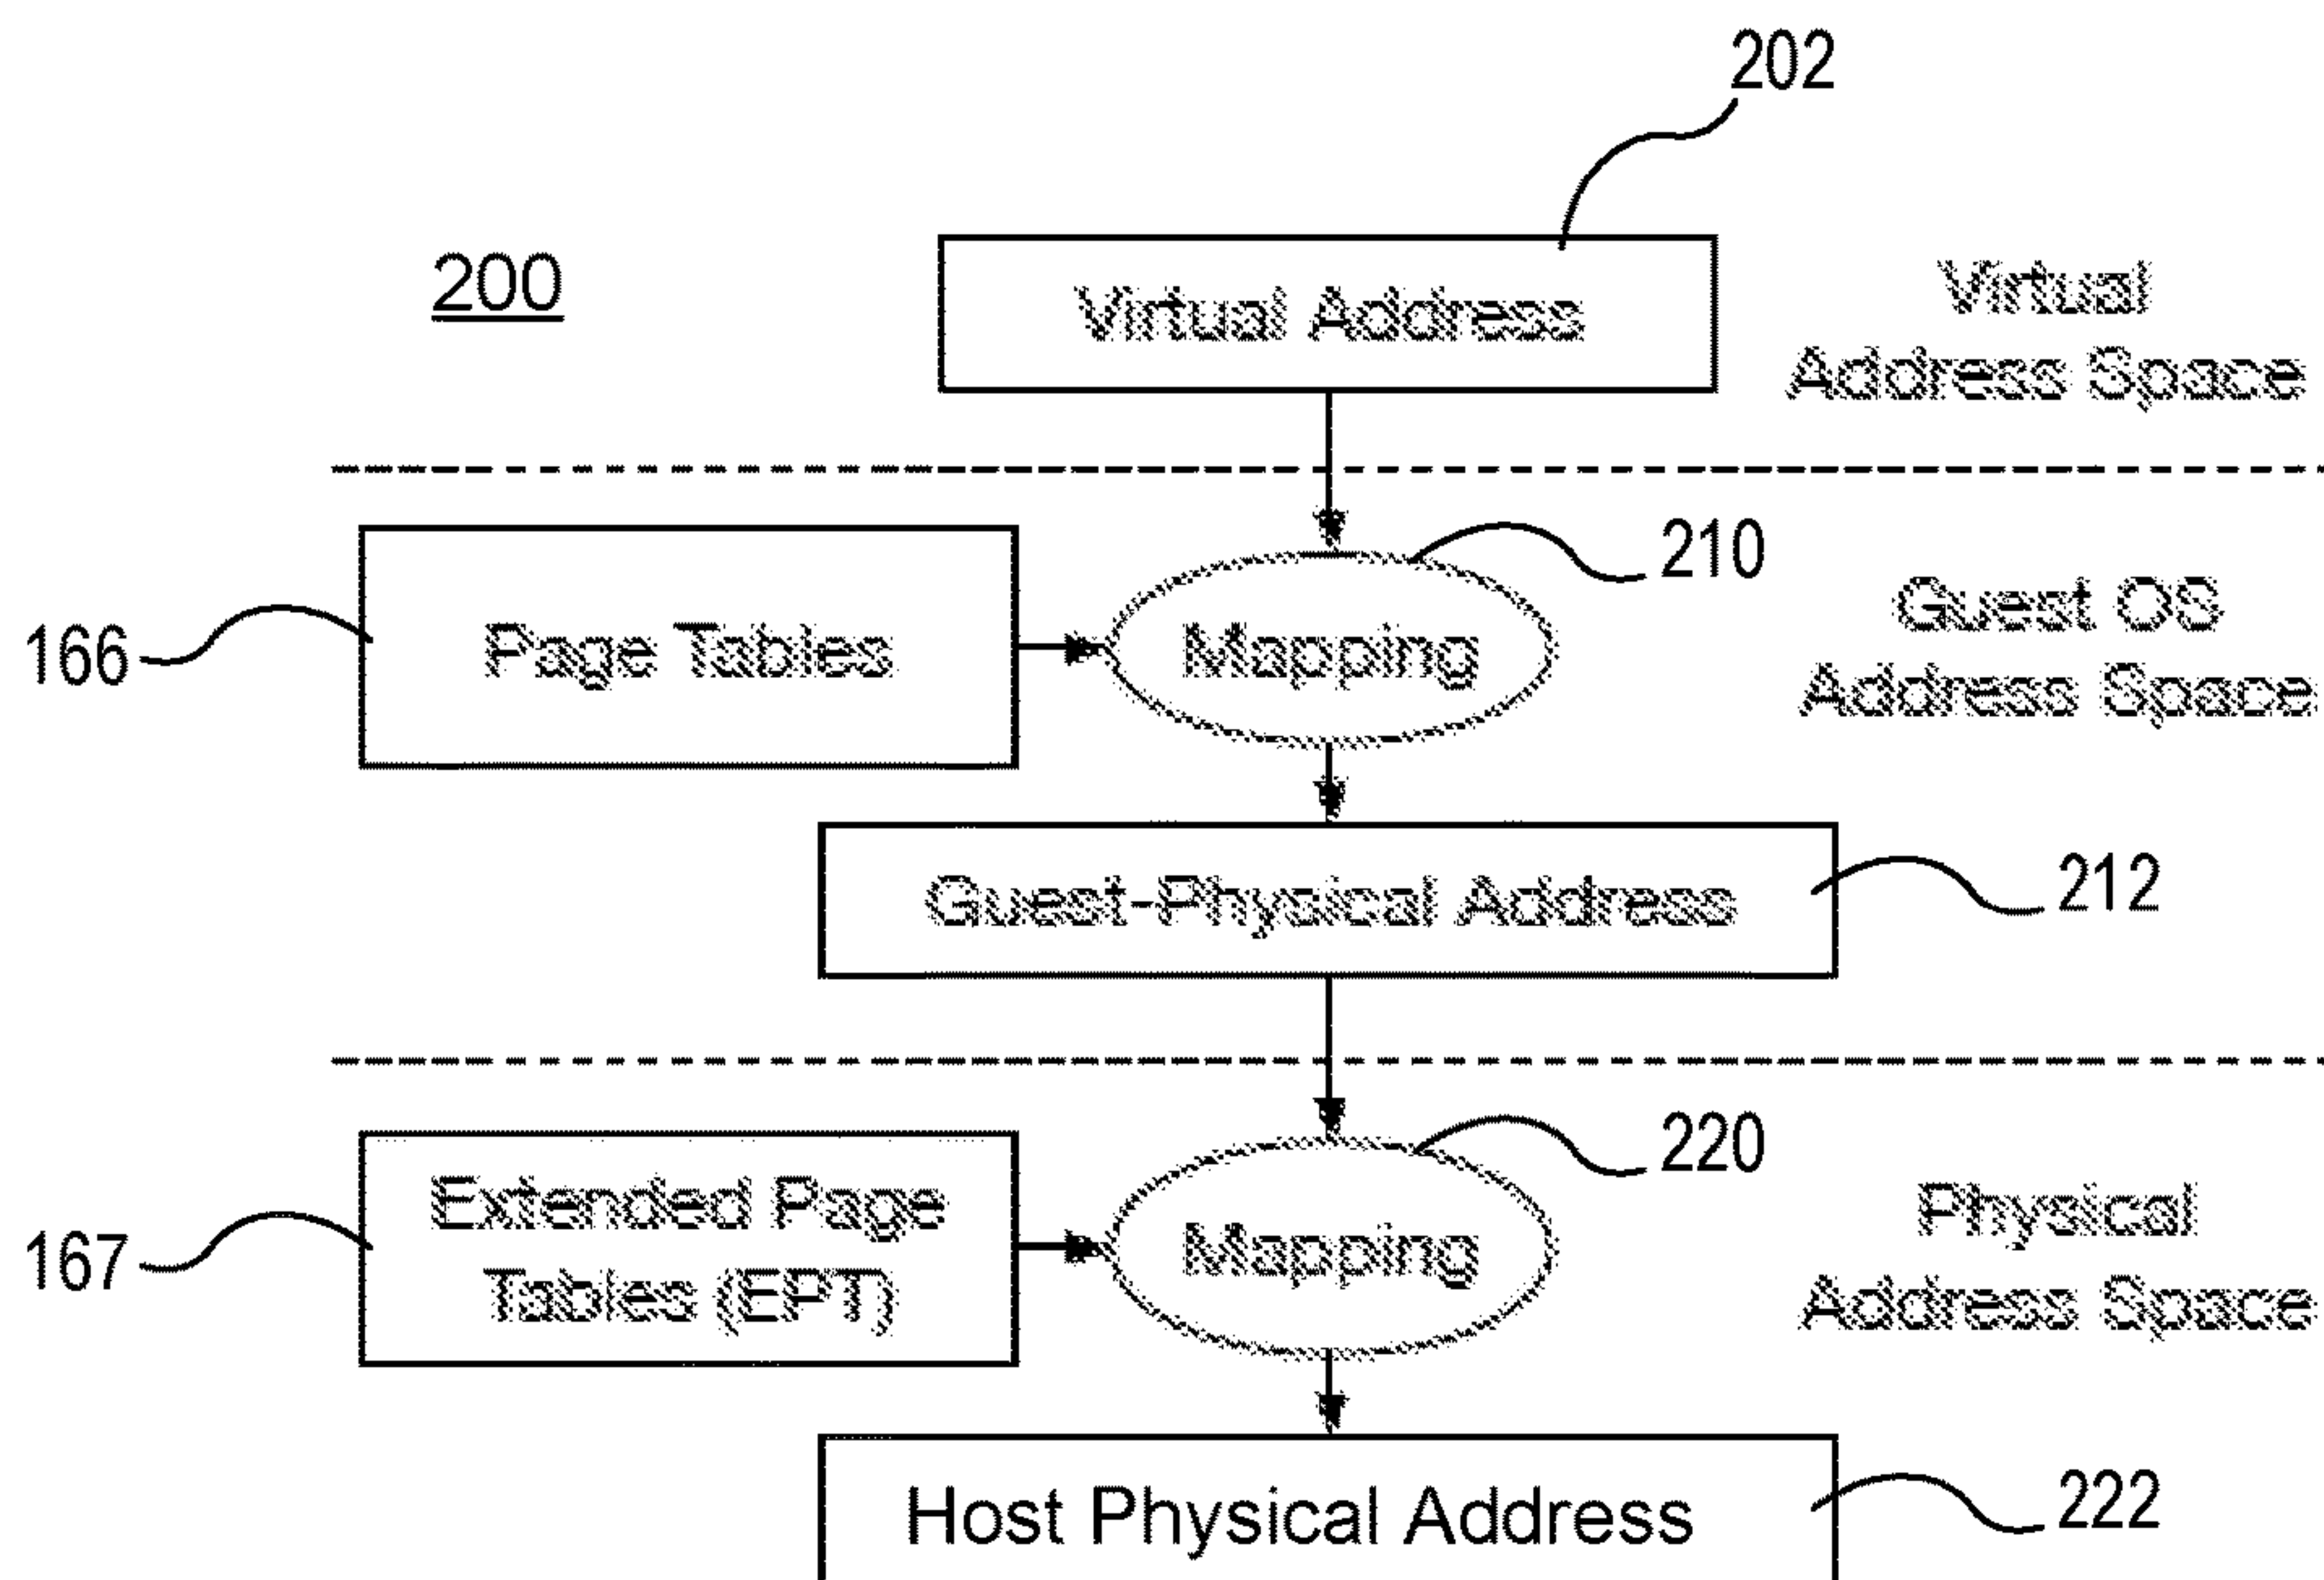 202
200
Virtual Address
Virtual
Address Space
210
166
Page Tables
Mapping
Guest OS
Address Space
Guest-Physical Address
212
220
167
Extended Page
Tables (EPT)
Mapping
Physical
Address Space
Host Physical Address
222